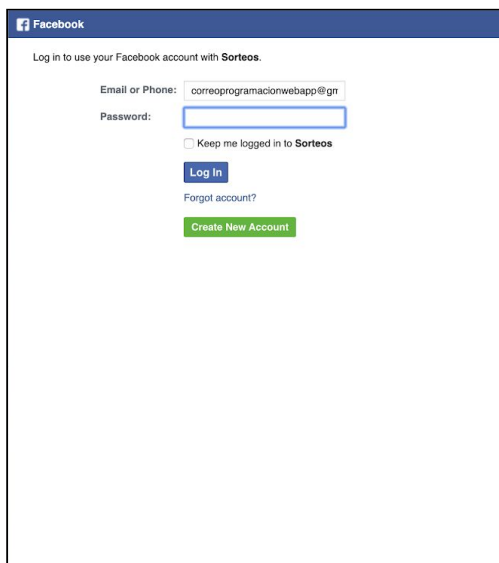 Facebook
Log in to use your Facebook account with Sorteos.
Email or Phone: correoprogramacionwebapp@gm
Password:
Keep me logged in to Sorteos
Log In
Forgot account?
Create New Account